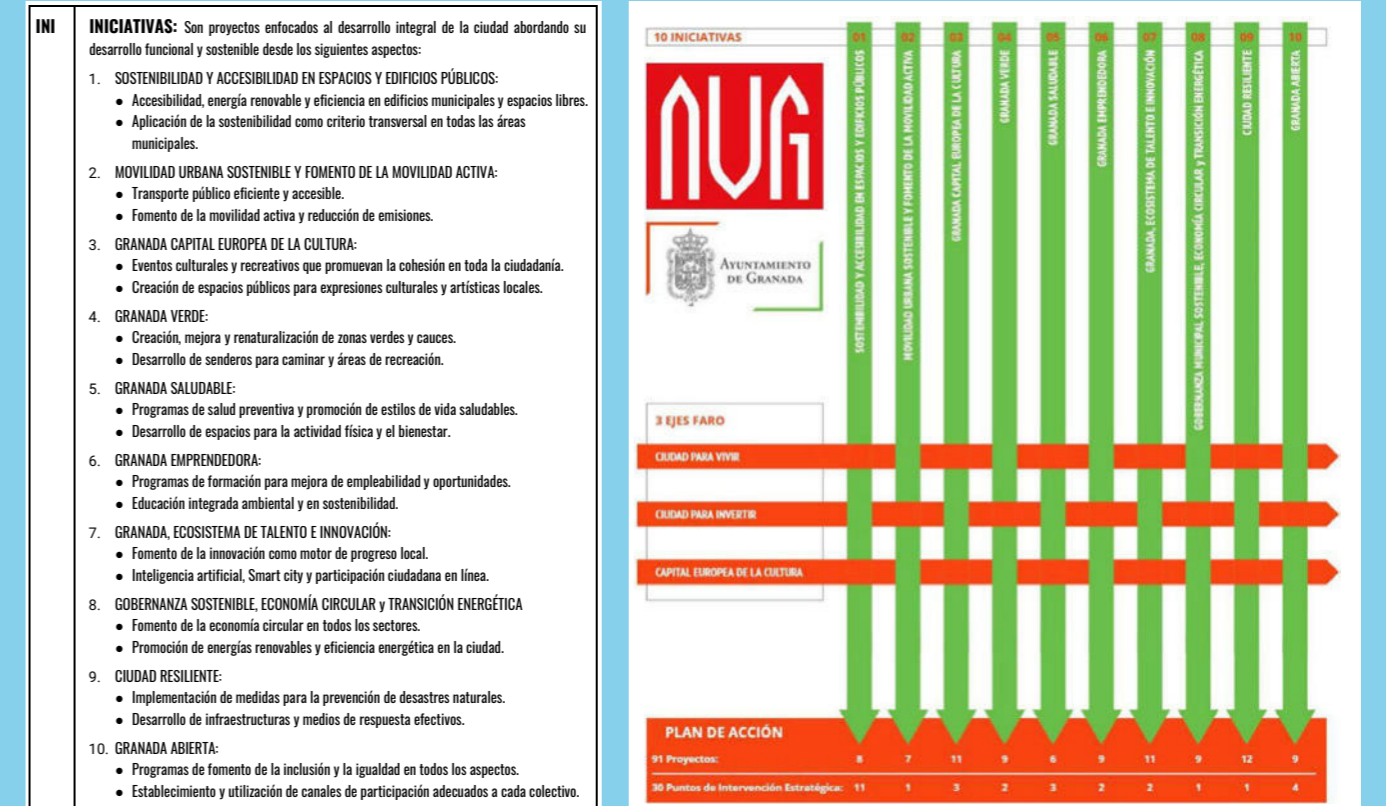 INI
INICIATIVAS: Son proyectos enfocados al desarrollo integral de la ciudad abordando su
desarrollo funcional y sostenible desde los siguientes aspectos:
1. SOSTENIBILIDAD Y ACCESIBILIDAD EN ESPACIOS Y EDIFICIOS PÚBLICOS:
● Accesibilidad, energía renovable y eficiencia en edificios municipales y espacios libres.
● Aplicación de la sostenibilidad como criterio transversal en todas las áreas
municipales.
2. MOVILIDAD URBANA SOSTENIBLE Y FOMENTO DE LA MOVILIDAD ACTIVA:
● Transporte público eficiente y accesible.
● Fomento de la movilidad activa y reducción de emisiones.
3. GRANADA CAPITAL EUROPEA DE LA CULTURA:
● Eventos culturales y recreativos que promuevan la cohesión en toda la ciudadanía.
● Creación de espacios públicos para expresiones culturales y artísticas locales.
4. GRANADA VERDE:
● Creación, mejora y renaturalización de zonas verdes y cauces.
● Desarrollo de senderos para caminar y áreas de recreación.
5. GRANADA SALUDABLE:
● Programas de salud preventiva y promoción de estilos de vida saludables.
● Desarrollo de espacios para la actividad física y el bienestar.
6. GRANADA EMPRENDEDORA:
● Programas de formación para mejora de empleabilidad y oportunidades.
● Educación integrada ambiental y en sostenibilidad.
7. GRANADA, ECOSISTEMA DE TALENTO E INNOVACIÓN:
● Fomento de la innovación como motor de progreso local.
● Inteligencia artificial, Smart city y participación ciudadana en línea.
8. GOBERNANZA SOSTENIBLE, ECONOMÍA CIRCULAR y TRANSICIÓN ENERGÉTICA
● Fomento de la economía circular en todos los sectores.
● Promoción de energías renovables y eficiencia energética en la ciudad.
9. CIUDAD RESILIENTE:
● Implementación de medidas para la prevención de desastres naturales.
● Desarrollo de infraestructuras y medios de respuesta efectivos.
10. GRANADA ABIERTA:
● Programas de fomento de la inclusión y la igualdad en todos los aspectos.
● Establecimiento y utilización de canales de participación adecuados a cada colectivo.
10 INICIATIVAS
01 02 03 04 05 06 07 08 09 10
SOSTENIBILIDAD Y ACCESIBILIDAD EN ESPACIOS Y EDIFICIOS PÚBLICOS
MOVILIDAD URBANA SOSTENIBLE Y FOMENTO DE LA MOVILIDAD ACTIVA
GRANADA CAPITAL EUROPEA DE LA CULTURA
GRANADA VERDE
GRANADA SALUDABLE
GRANADA EMPRENDEDORA
GRANADA, ECOSISTEMA DE TALENTO E INNOVACIÓN
GOBERNANZA MUNICIPAL SOSTENIBLE, ECONOMÍA CIRCULAR y TRANSICIÓN ENERGÉTICA
CIUDAD RESILIENTE
GRANADA ABIERTA
AUG
AYUNTAMIENTO
DE GRANADA
3 EJES FARO
CIUDAD PARA VIVIR
CIUDAD PARA INVERTIR
CAPITAL EUROPEA DE LA CULTURA
PLAN DE ACCIÓN
91 Proyectos: 8 7 11 9 6 9 11 9 12 9
30 Puntos de Intervención Estratégica: 11 1 3 2 3 2 2 1 1 4